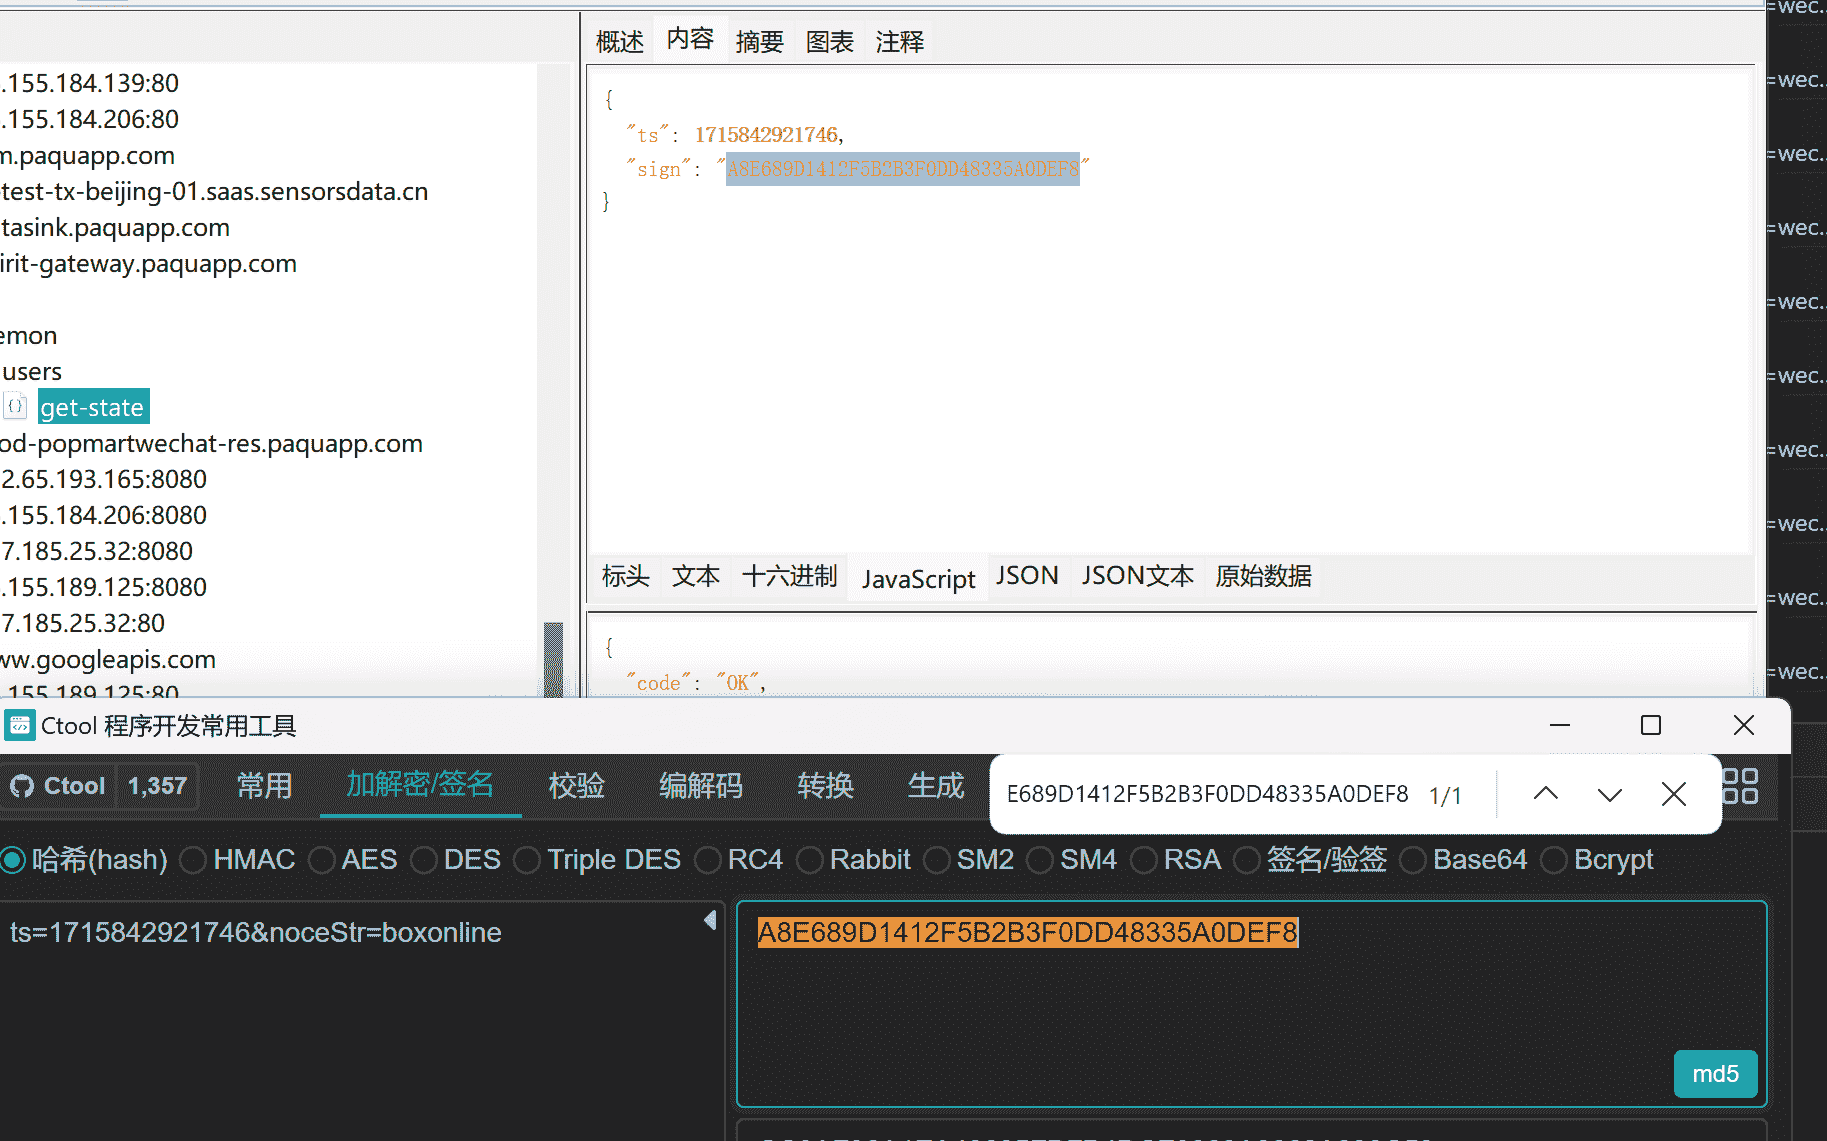 概述 内容 摘要 图表 注释
.155.184.139:80
.155.184.206:80
m.paquapp.com
-test-tx-beijing-01.saas.sensorsdata.cn
tasink.paquapp.com
irit-gateway.paquapp.com
emon
users
get-state
od-popmartwechat-res.paquapp.com
2.65.193.165:8080
.155.184.206:8080
7.185.25.32:8080
.155.189.125:8080
7.185.25.32:80
ww.googleapis.com
.155.189.125:80
{
"ts": 1715842921746,
"sign": "A8E689D1412F5B2B3F0DD48335A0DEF8"
}
标头 文本 十六进制 JavaScript JSON JSON文本 原始数据
{
"code": "OK",
=wec..
=wec..
=wec..
=wec..
=wec..
=wec..
=wec..
=wec..
=wec..
=wec..
Ctool 程序开发常用工具
Ctool 1,357 常用 加解密/签名 校验 编解码 转换 生成
E689D1412F5B2B3F0DD48335A0DEF8 1/1
哈希(hash) HMAC AES DES Triple DES RC4 Rabbit SM2 SM4 RSA 签名/验签 Base64 Bcrypt
ts=1715842921746&noceStr=boxonline
A8E689D1412F5B2B3F0DD48335A0DEF8
md5